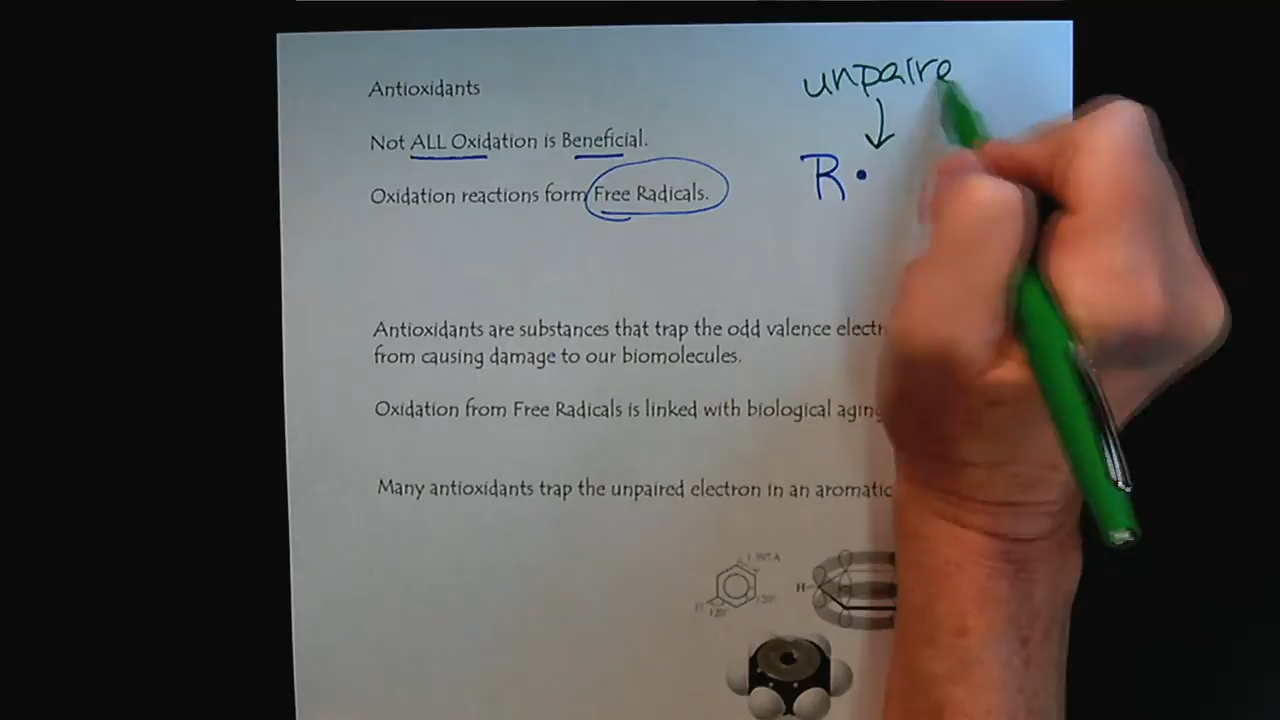 unpaire
Antioxidants
Not ALL Oxidation is Beneficial.
R•
Oxidation reactions form Free Radicals.
Antioxidants are substances that trap the odd valence electr
from causing damage to our biomolecules.
Oxidation from Free Radicals is linked with biological aging
Many antioxidants trap the unpaired electron in an aromatic
H
120°